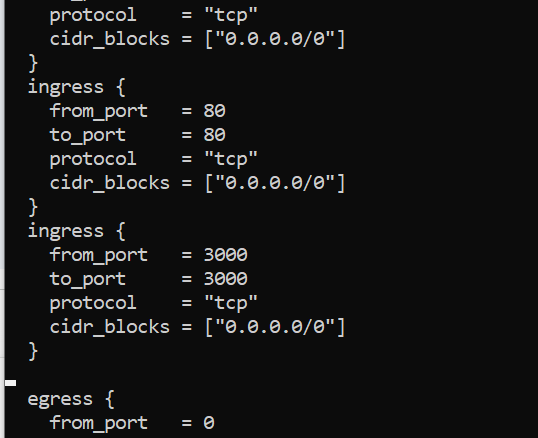 protocol    = "tcp"
cidr_blocks = ["0.0.0.0/0"]
}
ingress {
from_port   = 80
to_port     = 80
protocol    = "tcp"
cidr_blocks = ["0.0.0.0/0"]
}
ingress {
from_port   = 3000
to_port     = 3000
protocol    = "tcp"
cidr_blocks = ["0.0.0.0/0"]
}
egress {
from_port   = 0